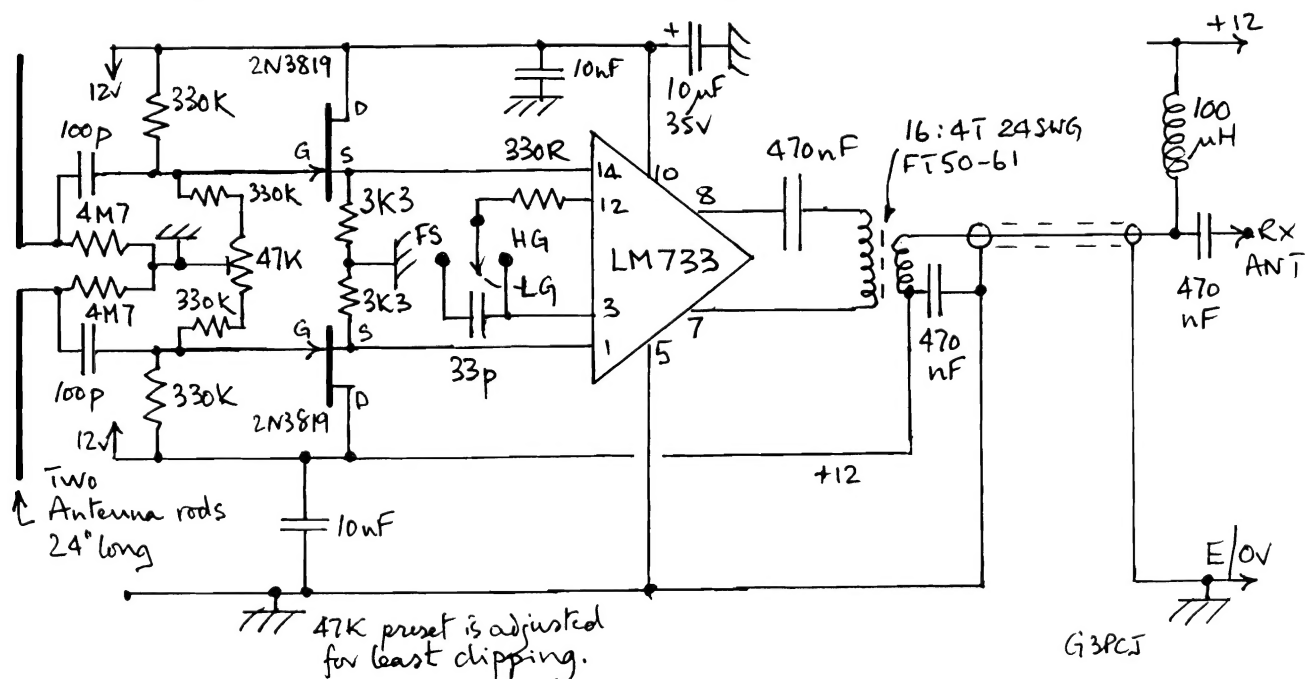 +12
2N3819
12v
330K
10nF
+
10
µF
35V
100
µH
16:4T 24SWG
FT50-61
100p
D
G
S
330R
14
10
470nF
8
330K
3K3
12
4M7
FS
HG
47K
LM733
RX
ANT
LG
330K
3K3
3
4M7
7
470
nF
G
S
1
5
470
nF
100p
330K
33p
D
2N3819
12v
+12
Two
Antenna rods
24" long
10nF
E/0V
47K preset is adjusted
for least clipping.
G3PCJ